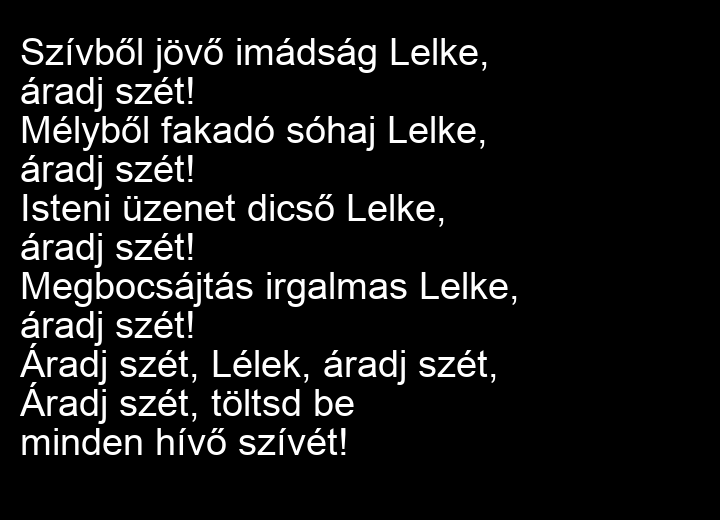 Szívből jövő imádság Lelke,
áradj szét!
Mélyből fakadó sóhaj Lelke,
áradj szét!
Isteni üzenet dicső Lelke,
áradj szét!
Megbocsájtás irgalmas Lelke,
áradj szét!
Áradj szét, Lélek, áradj szét,
Áradj szét, töltsd be
minden hívő szívét!